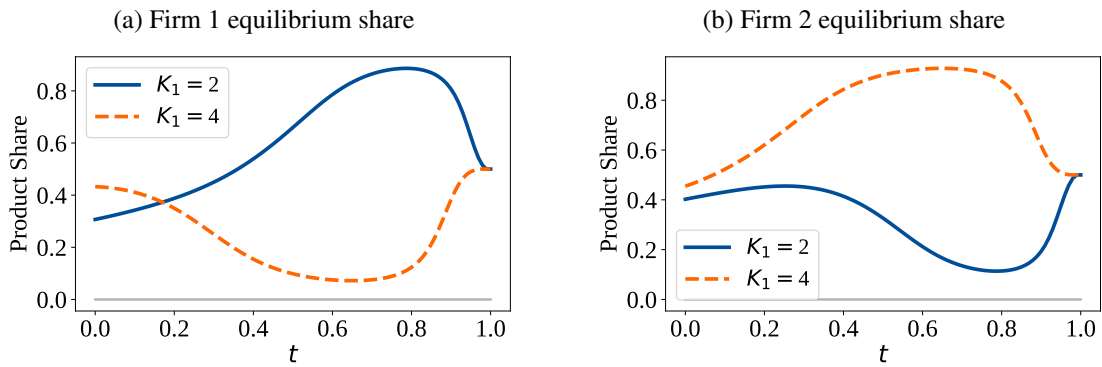 (a) Firm 1 equilibrium share
Product Share
0.8
0.6
0.4
0.2
0.0
K₁ = 2
K₁ = 4
0.0 0.2 0.4 0.6 0.8 1.0
t
(b) Firm 2 equilibrium share
Product Share
0.8
0.6
0.4
0.2
0.0
K₁ = 2
K₁ = 4
0.0 0.2 0.4 0.6 0.8 1.0
t